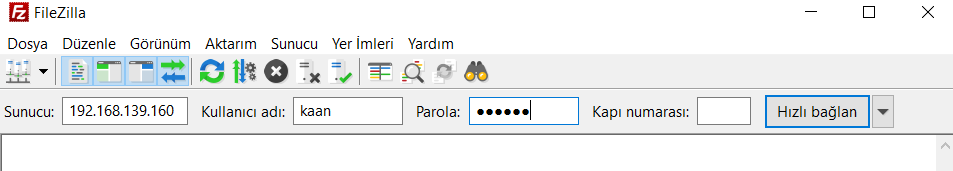 FileZilla
Dosya Düzenle Görünüm Aktarım Sunucu Yer İmleri Yardım
Sunucu: 192.168.139.160 Kullanıcı adı: kaan Parola: ●●●●●● Kapı numarası: Hızlı bağlan